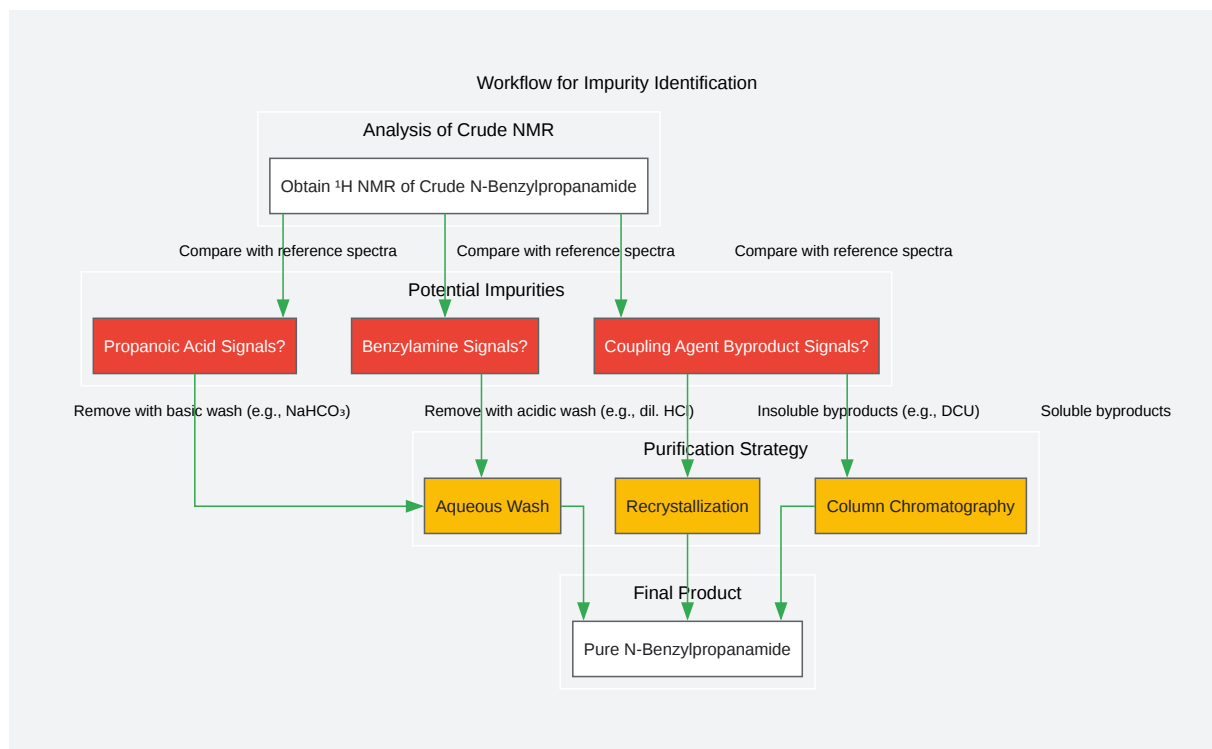 Workflow for Impurity Identification
Analysis of Crude NMR
Obtain ¹H NMR of Crude N-Benzylpropanamide
Compare with reference spectra
Compare with reference spectra
Compare with reference spectra
Potential Impurities
Propanoic Acid Signals?
Benzylamine Signals?
Coupling Agent Byproduct Signals?
Remove with basic wash (e.g., NaHCO₃)
Remove with acidic wash (e.g., dil. HCl)
Insoluble byproducts (e.g., DCU)
Soluble byproducts
Purification Strategy
Aqueous Wash
Recrystallization
Column Chromatography
Final Product
Pure N-Benzylpropanamide